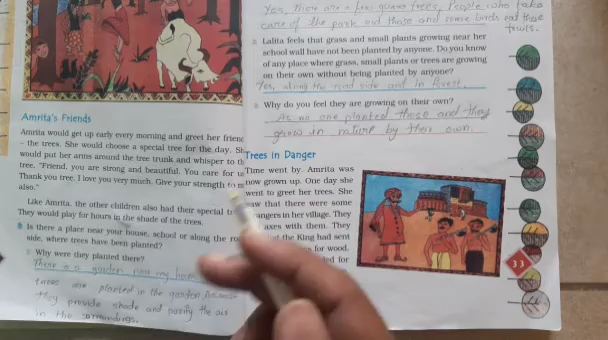 Amrita's Friends
Amrita would get up early every morning and greet her
– the trees. She would choose a special tree for the day.
would put her arms around the tree trunk and whisper to
tree, "Friend, you are strong and beautiful. You care for
Thank you tree. I love you very much. Give your strength to
also."
Like Amrita, the other children also had their special
They would play for hours in the shade of the trees.
Is there a place near your house, school or along the
side, where trees have been planted?
Why were they planted there?
There is a garden near my
trees are planted in the garden,
they provide shade and purify the air
in the surroundings.
Yes, there are a few guava trees, People who take
care of the park and those and some birds eat those
fruits.
Lalita feels that grass and small plants growing near her
school wall have not been planted by anyone. Do you know
of any place where grass, small plants or trees are growing
on their own without being planted by anyone?
Yes, along the road side and in forest.
Why do you feel they are growing on their own?
As no one planted those and they
grow in nature by their own.
Trees in Danger
Time went by. Amrita was
now grown up. One day she
went to greet her trees. She
saw that there were some
in her village. They
axes with them. They
the King had sent
for wood.
for
33